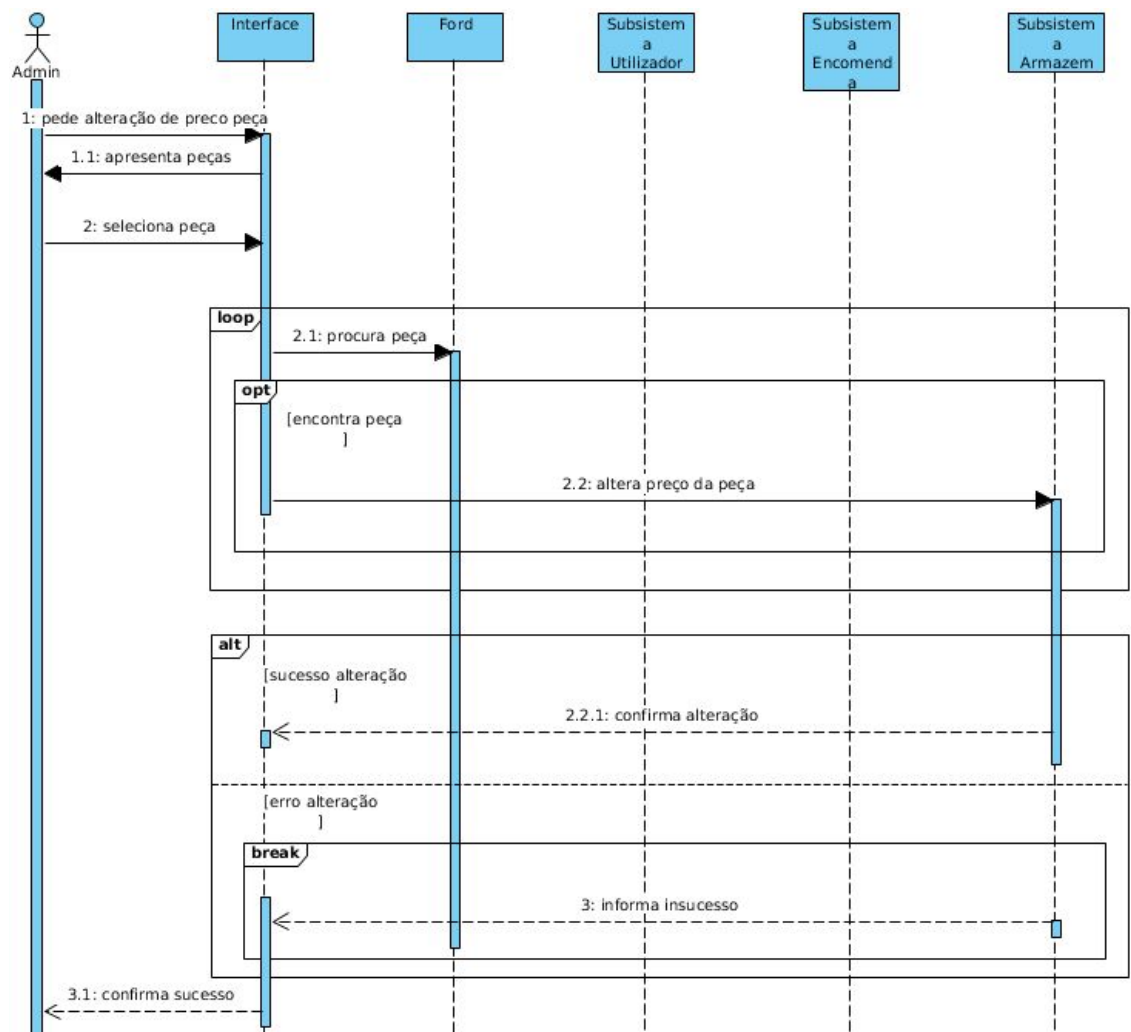 Admin
Interface
Ford
Subsistem
a
Utilizador
Subsistem
a
Encomend
a
Subsistem
a
Armazem
1: pede alteração de preco peça
1.1: apresenta peças
2: seleciona peça
loop
2.1: procura peça
opt
[encontra peça
]
2.2: altera preço da peça
alt
[sucesso alteração
]
2.2.1: confirma alteração
[erro alteração
]
break
3: informa insucesso
3.1: confirma sucesso